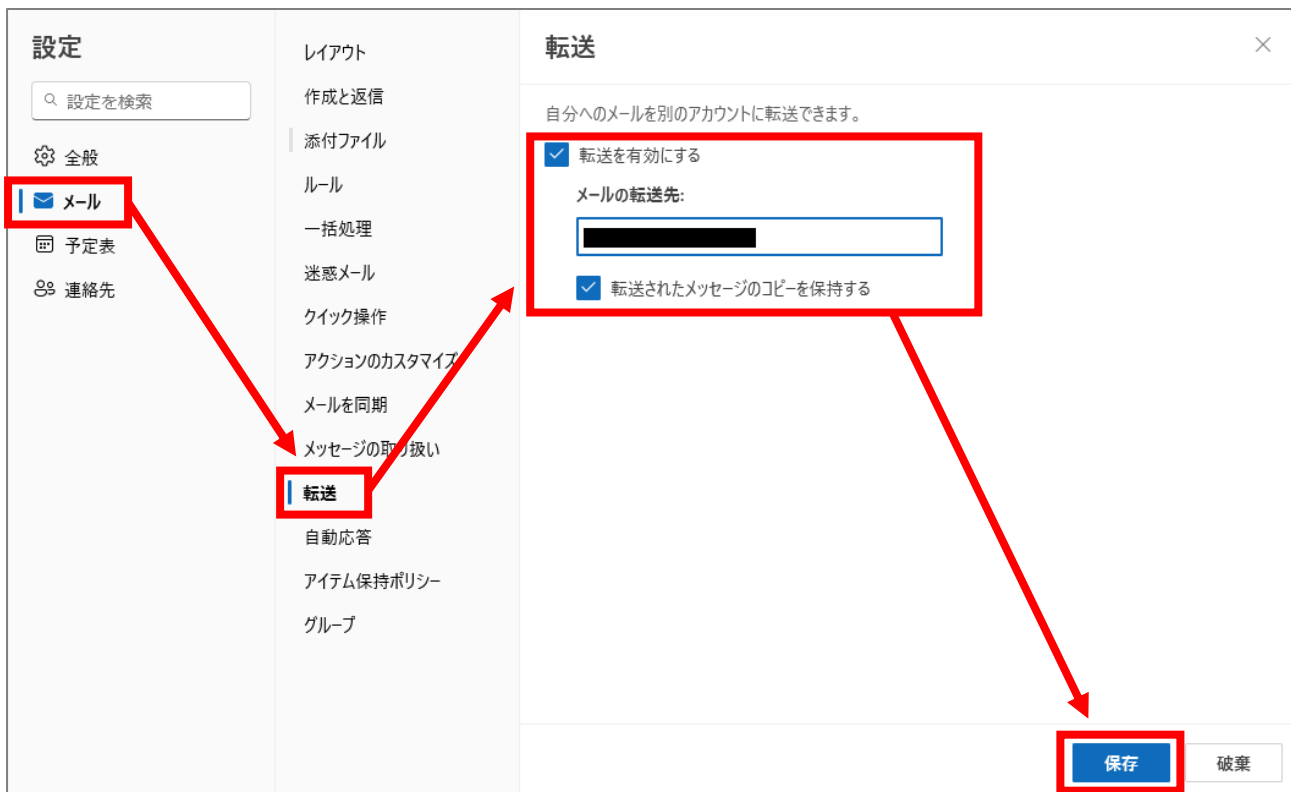 設定
設定を検索
全般
メール
予定表
連絡先
レイアウト
作成と返信
添付ファイル
ルール
一括処理
迷惑メール
クイック操作
アクションのカスタマイズ
メールを同期
メッセージの取り扱い
転送
自動応答
アイテム保持ポリシー
グループ
転送
自分へのメールを別のアカウントに転送できます。
転送を有効にする
メールの転送先:
転送されたメッセージのコピーを保持する
保存
破棄